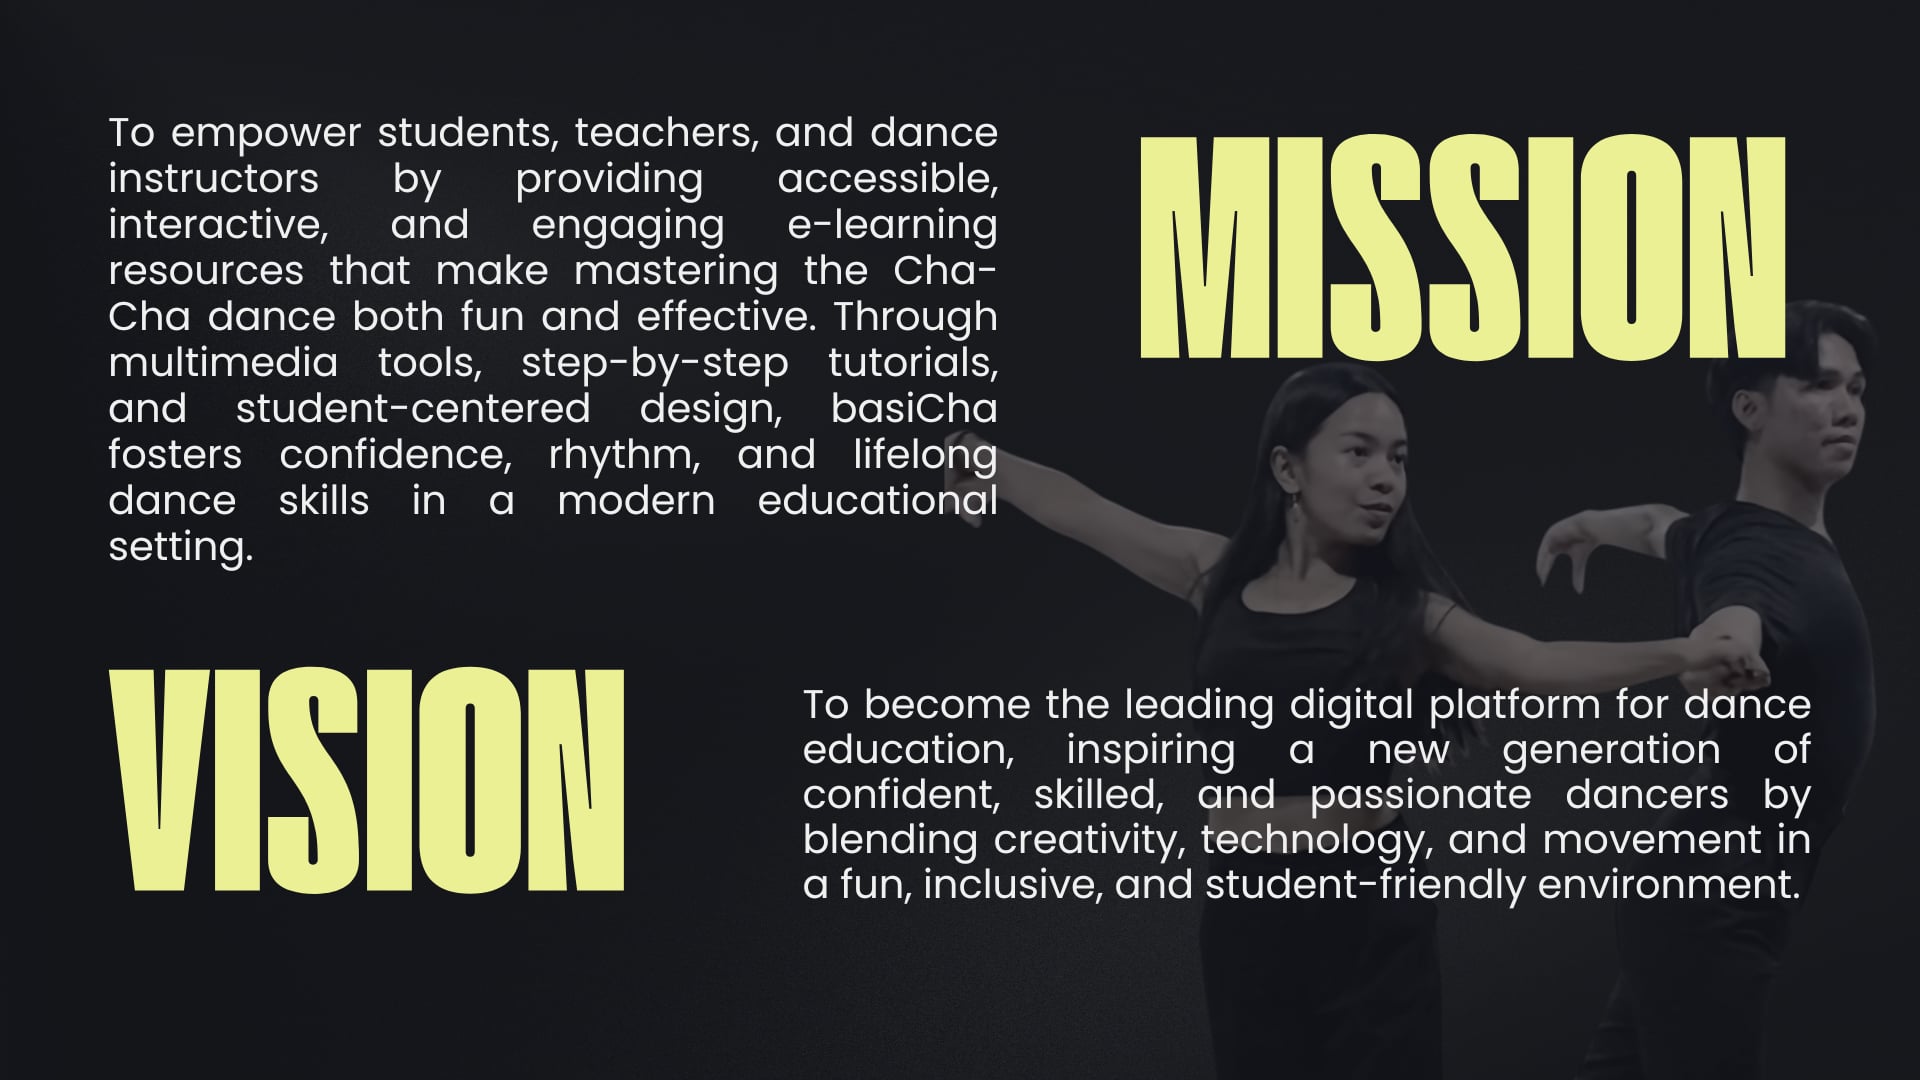 To empower students, teachers, and dance
instructors by providing accessible,
interactive, and engaging e-learning
resources that make mastering the Cha-
Cha dance both fun and effective. Through
multimedia tools, step-by-step tutorials,
and student-centered design, basiCha
fosters confidence, rhythm, and lifelong
dance skills in a modern educational
setting.
MISSION
VISION
To become the leading digital platform for dance
education, inspiring a new generation of
confident, skilled, and passionate dancers by
blending creativity, technology, and movement in
a fun, inclusive, and student-friendly environment.